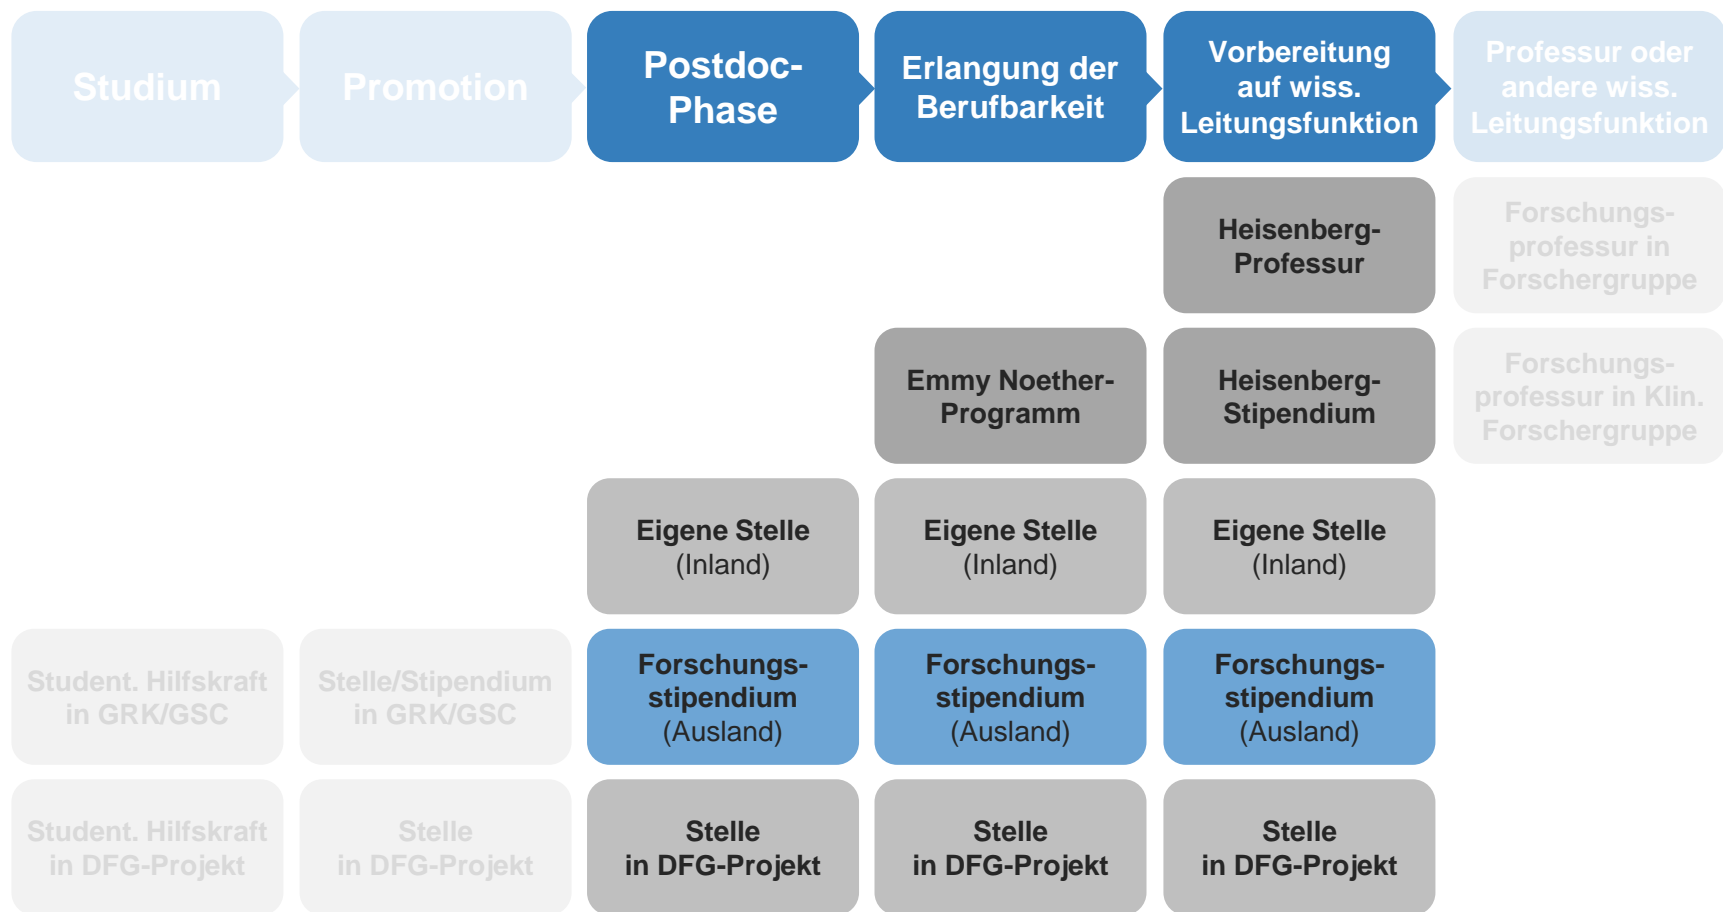 Studium
Promotion
Postdoc-
Phase
Erlangung der
Berufbarkeit
Vorbereitung
auf wiss.
Leitungsfunktion
Professur oder
andere wiss.
Leitungsfunktion
Heisenberg-
Professur
Forschungs-
professur in
Forschergruppe
Emmy Noether-
Programm
Heisenberg-
Stipendium
Forschungs-
professur in Klin.
Forschergruppe
Eigene Stelle
(Inland)
Eigene Stelle
(Inland)
Eigene Stelle
(Inland)
Student. Hilfskraft
in GRK/GSC
Stelle/Stipendium
in GRK/GSC
Forschungs-
stipendium
(Ausland)
Forschungs-
stipendium
(Ausland)
Forschungs-
stipendium
(Ausland)
Student. Hilfskraft
in DFG-Projekt
Stelle
in DFG-Projekt
Stelle
in DFG-Projekt
Stelle
in DFG-Projekt
Stelle
in DFG-Projekt